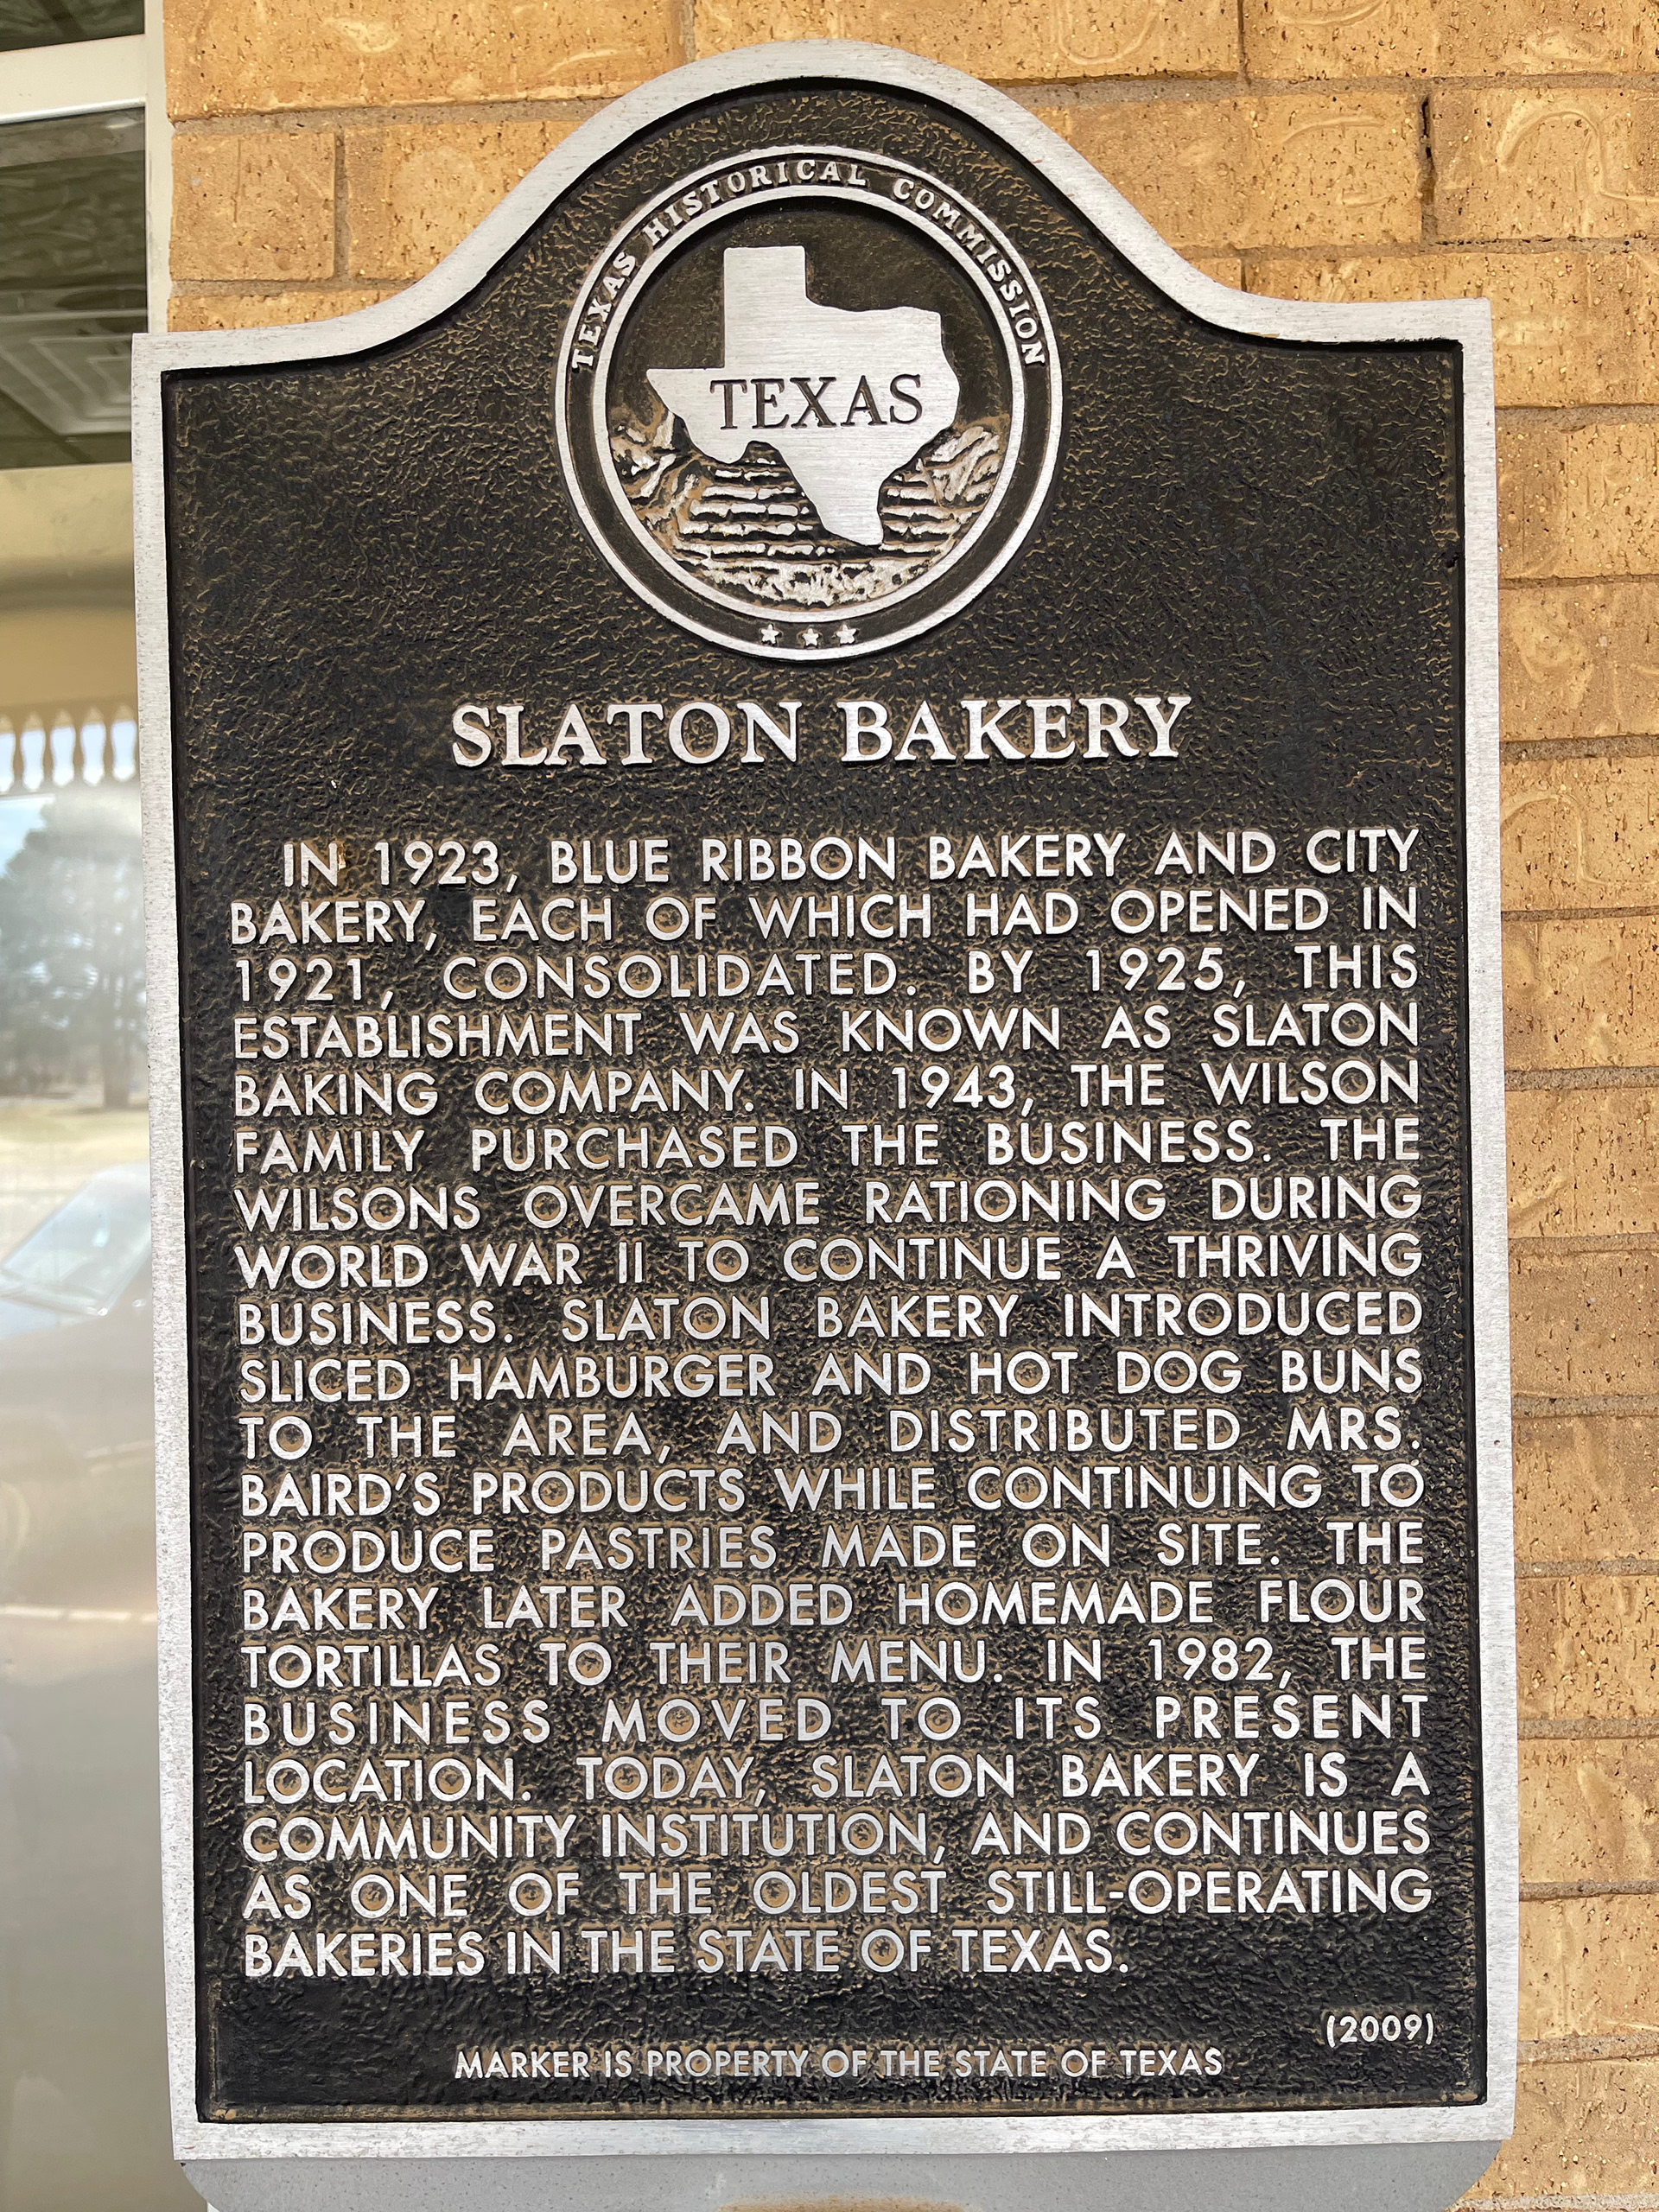 TEXAS HISTORICAL COMMISSION
TEXAS
SLATON BAKERY
IN 1923, BLUE RIBBON BAKERY AND CITY
BAKERY, EACH OF WHICH HAD OPENED IN
1921, CONSOLIDATED. BY 1925, THIS
ESTABLISHMENT WAS KNOWN AS SLATON
BAKING COMPANY. IN 1943, THE WILSON
FAMILY PURCHASED THE BUSINESS. THE
WILSONS OVERCAME RATIONING DURING
WORLD WAR II TO CONTINUE A THRIVING
BUSINESS. SLATON BAKERY INTRODUCED
SLICED HAMBURGER AND HOT DOG BUNS
TO THE AREA, AND DISTRIBUTED MRS.
BAIRD'S PRODUCTS WHILE CONTINUING TO
PRODUCE PASTRIES MADE ON SITE. THE
BAKERY LATER ADDED HOMEMADE FLOUR
TORTILLAS TO THEIR MENU. IN 1982, THE
BUSINESS MOVED TO ITS PRESENT
LOCATION. TODAY, SLATON BAKERY IS A
COMMUNITY INSTITUTION, AND CONTINUES
AS ONE OF THE OLDEST STILL-OPERATING
BAKERIES IN THE STATE OF TEXAS.
(2009)
MARKER IS PROPERTY OF THE STATE OF TEXAS